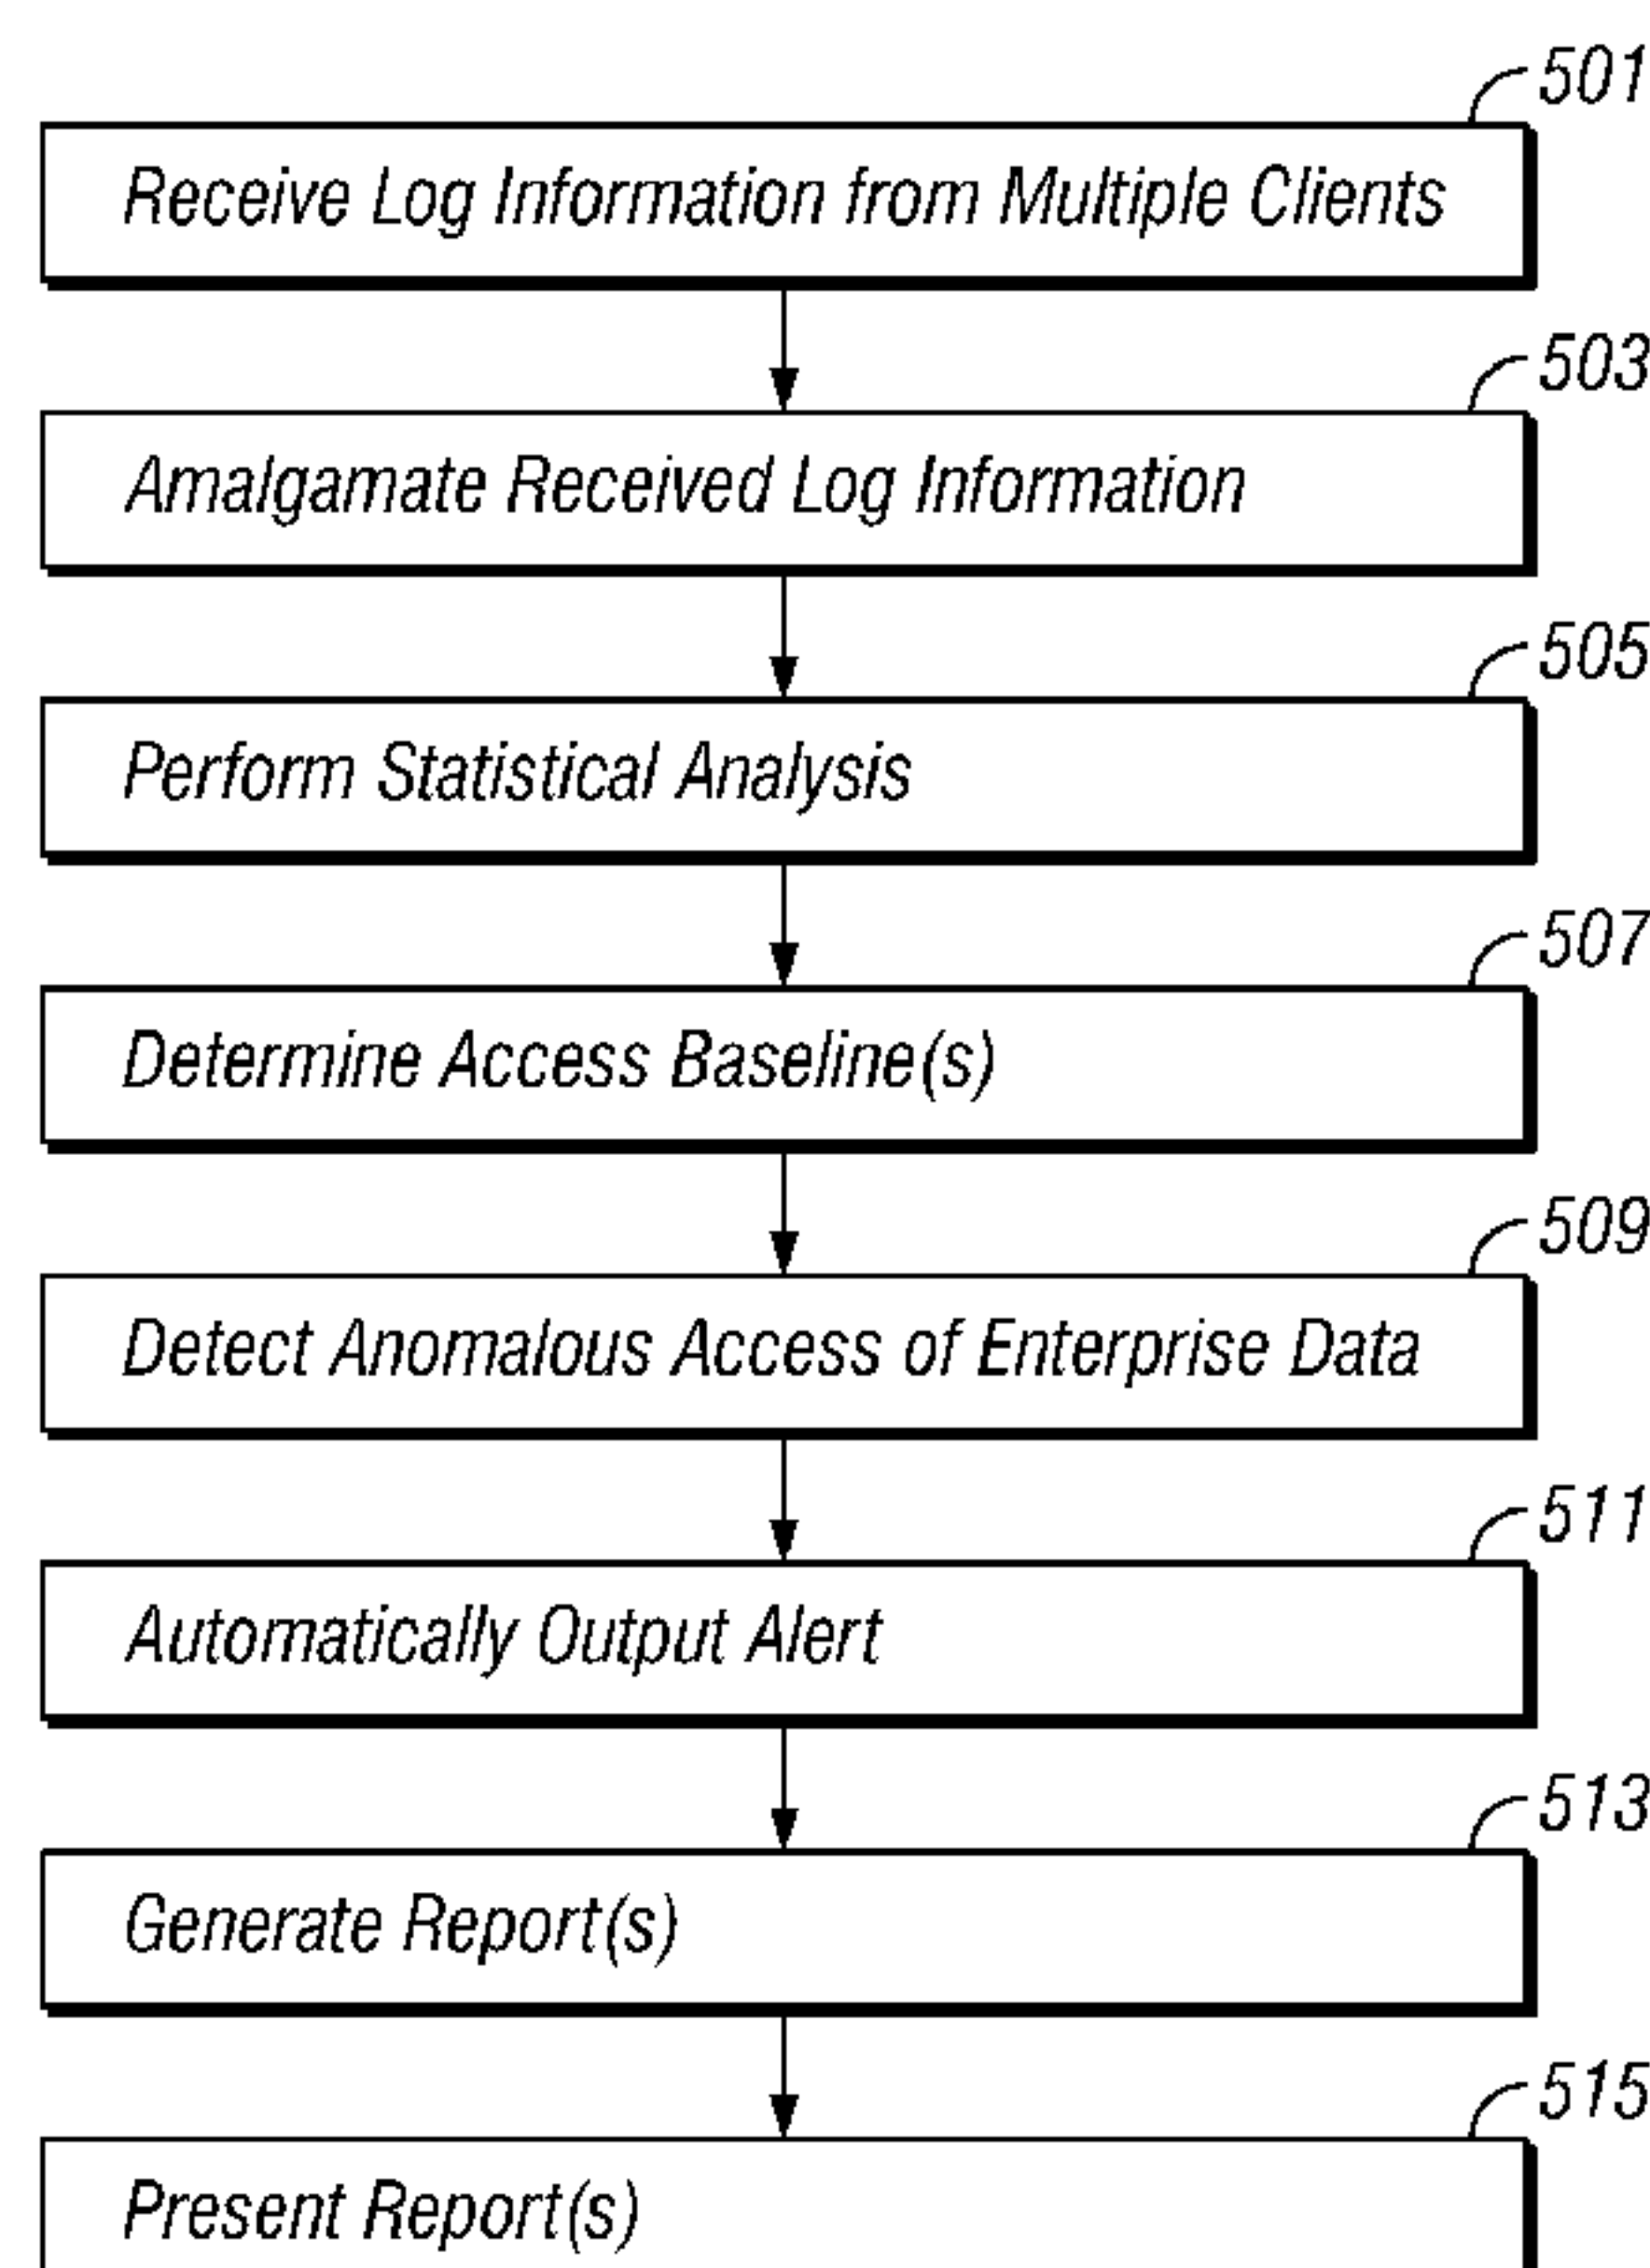 501
Receive Log Information from Multiple Clients
503
Amalgamate Received Log Information
505
Perform Statistical Analysis
507
Determine Access Baseline(s)
509
Detect Anomalous Access of Enterprise Data
511
Automatically Output Alert
513
Generate Report(s)
515
Present Report(s)